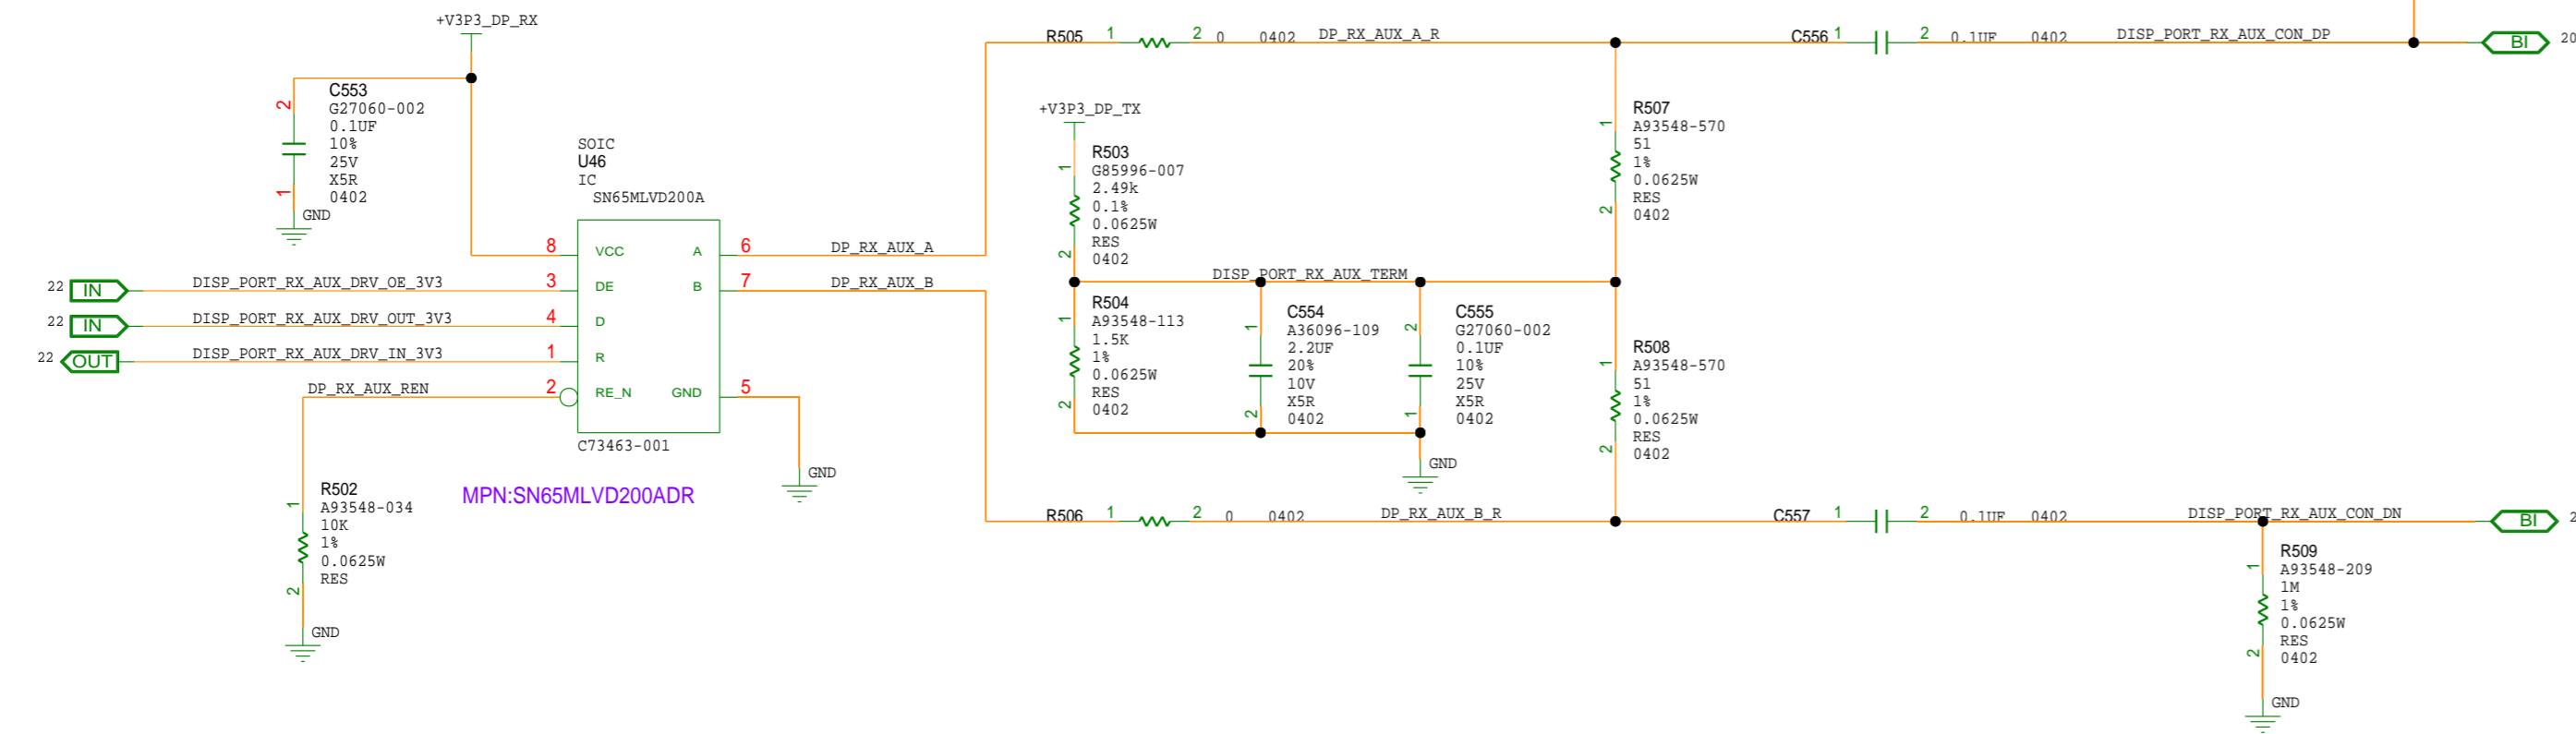 +V3P3_DP_RX
C553
G27060-002
0.1UF
10%
25V
X5R
0402
2
1
GND
SOIC
U46
IC
SN65MLVD200A
8 VCC A 6 DP_RX_AUX_A
22 IN DISP_PORT_RX_AUX_DRV_OE_3V3 3 DE B 7 DP_RX_AUX_B
22 IN DISP_PORT_RX_AUX_DRV_OUT_3V3 4 D
22 OUT DISP_PORT_RX_AUX_DRV_IN_3V3 1 R
DP_RX_AUX_REN 2 RE_N GND 5
C73463-001
GND
MPN:SN65MLVD200ADR
R502
A93548-034
10K
1%
0.0625W
RES
1
2
GND
R505 1 2 0 0402 DP_RX_AUX_A_R
C556 1 2 0.1UF 0402 DISP_PORT_RX_AUX_CON_DP BI 20
+V3P3_DP_TX
R503
G85996-007
2.49k
0.1%
0.0625W
RES
0402
1
2
DISP_PORT_RX_AUX_TERM
R504
A93548-113
1.5K
1%
0.0625W
RES
0402
1
2
C554
A36096-109
2.2UF
20%
10V
X5R
0402
1
2
C555
G27060-002
0.1UF
10%
25V
X5R
0402
2
1
GND
R507
A93548-570
51
1%
0.0625W
RES
0402
1
2
R508
A93548-570
51
1%
0.0625W
RES
0402
1
2
R506 1 2 0 0402 DP_RX_AUX_B_R
C557 1 2 0.1UF 0402 DISP_PORT_RX_AUX_CON_DN BI
R509
A93548-209
1M
1%
0.0625W
RES
0402
1
2
GND